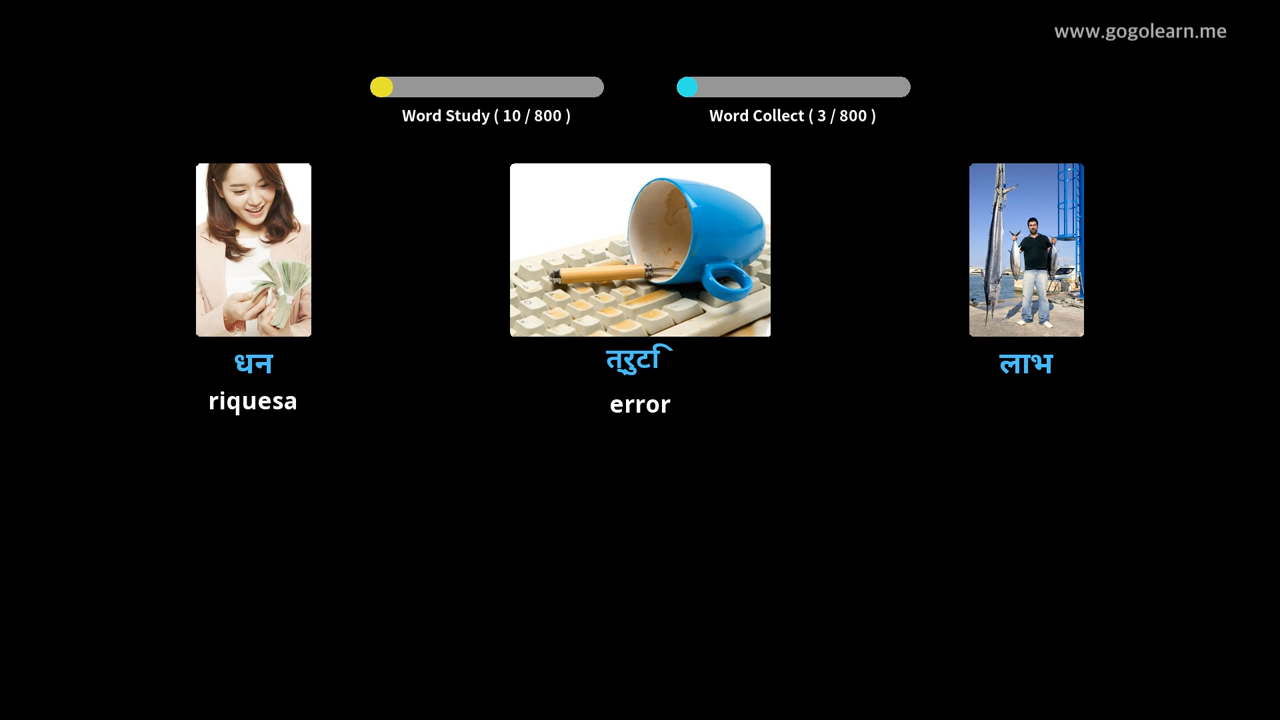 www.gogolearn.me
Word Study ( 10 / 800 )
Word Collect ( 3 / 800 )
धन
त्रुटि
लाभ
riquesa
error